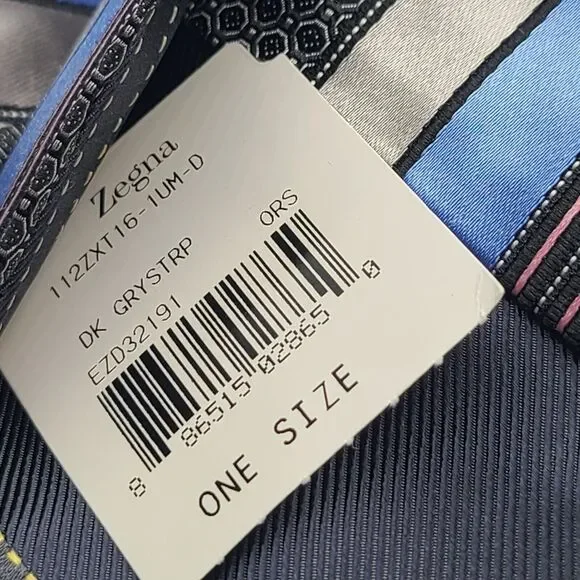 Zegna
112ZXT16-1UM-D
DK GRYSTRP ORS
EZD32191
8 86515 02865 0
ONE SIZE